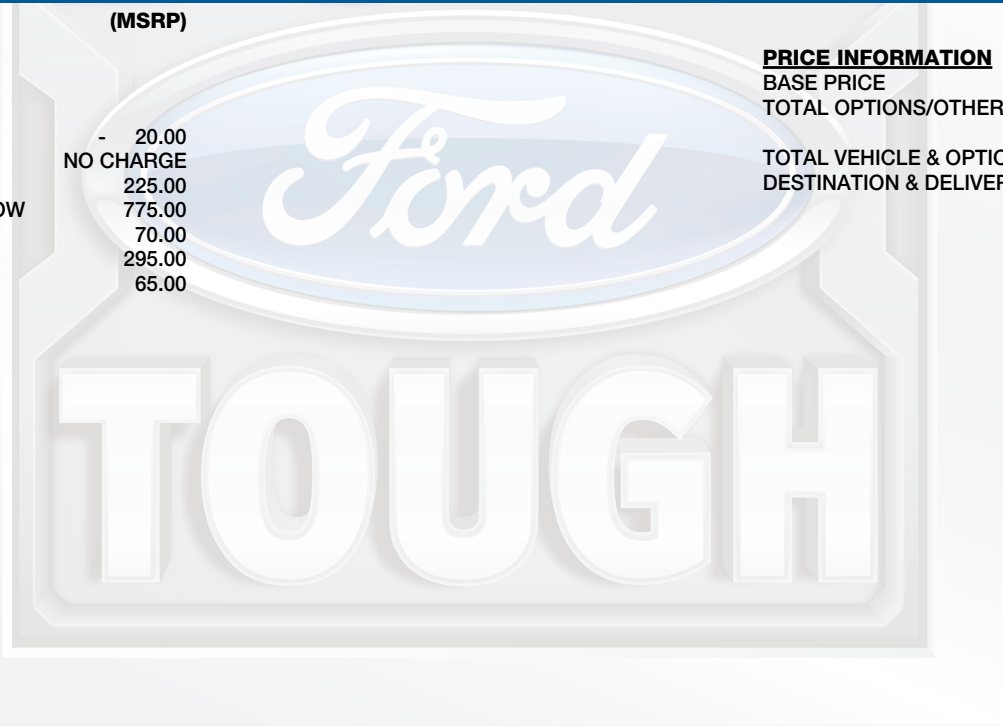 (MSRP)
- 20.00
NO CHARGE
225.00
OW 775.00
70.00
295.00
65.00
PRICE INFORMATION
BASE PRICE
TOTAL OPTIONS/OTHER
TOTAL VEHICLE & OPTIO
DESTINATION & DELIVER
Ford
TOUGH